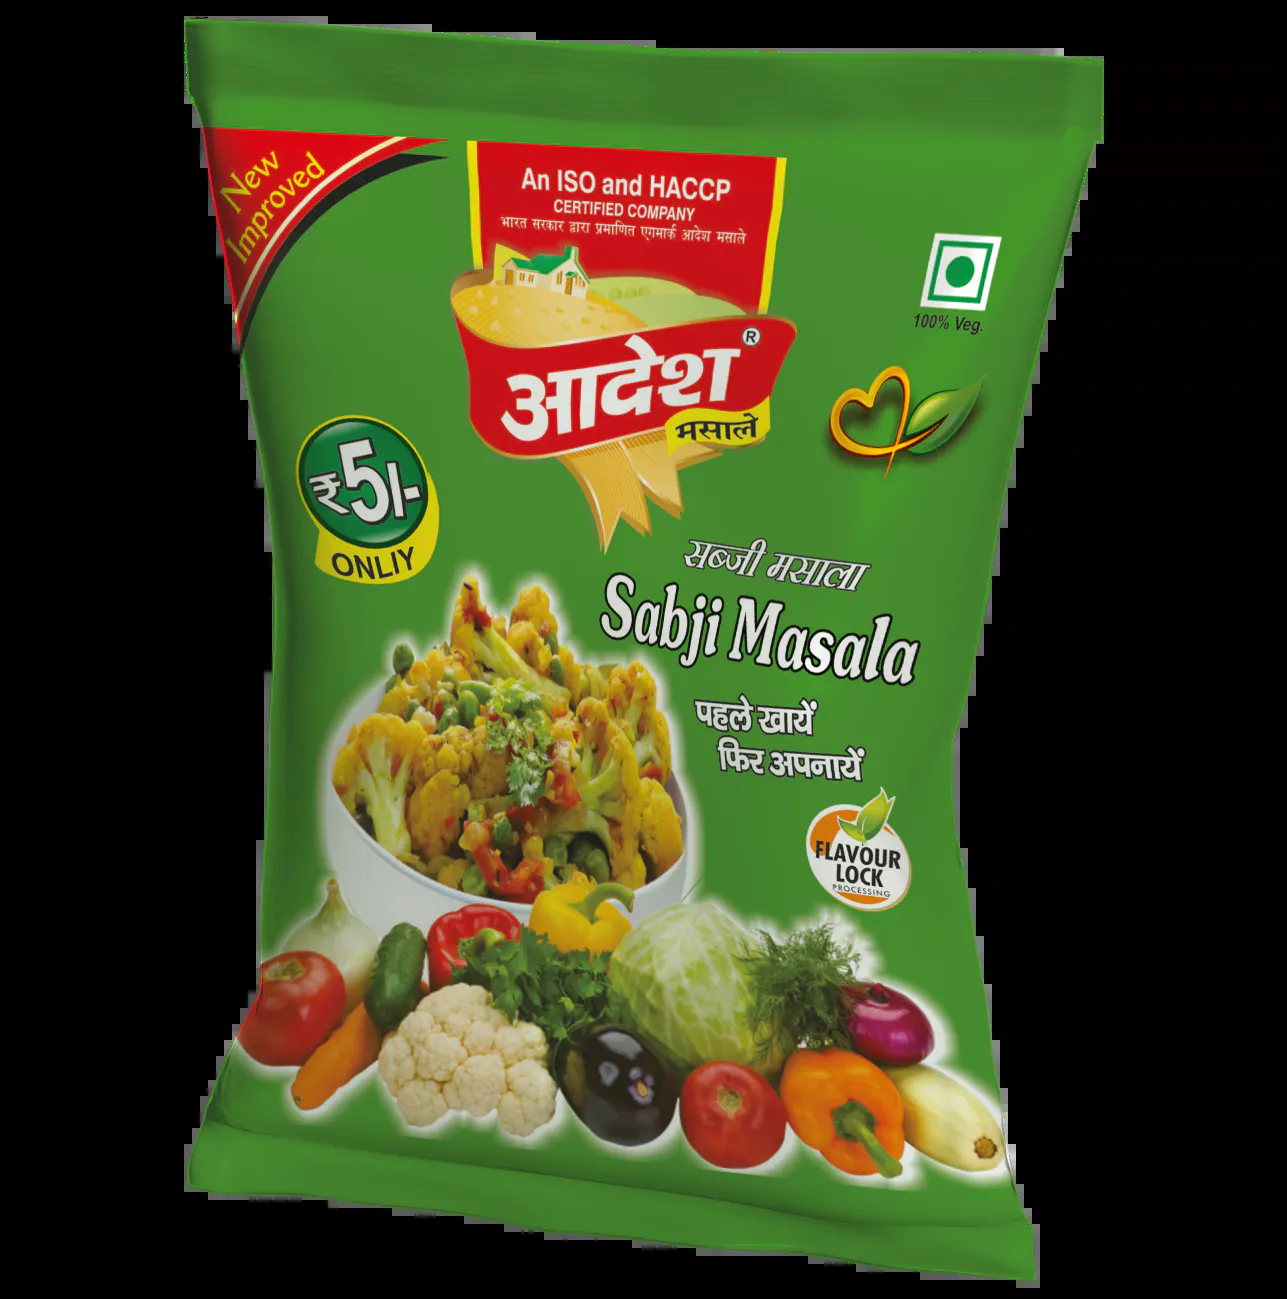 New
Improved
An ISO and HACCP
CERTIFIED COMPANY
भारत सरकार द्वारा प्रमाणित एगमार्क आदेश मसाले
100% Veg.
आदेश ®
मसाले
₹5/-
ONLIY
सब्जी मसाला
Sabji Masala
पहले खायें
फिर अपनायें
FLAVOUR
LOCK
PROCESSING